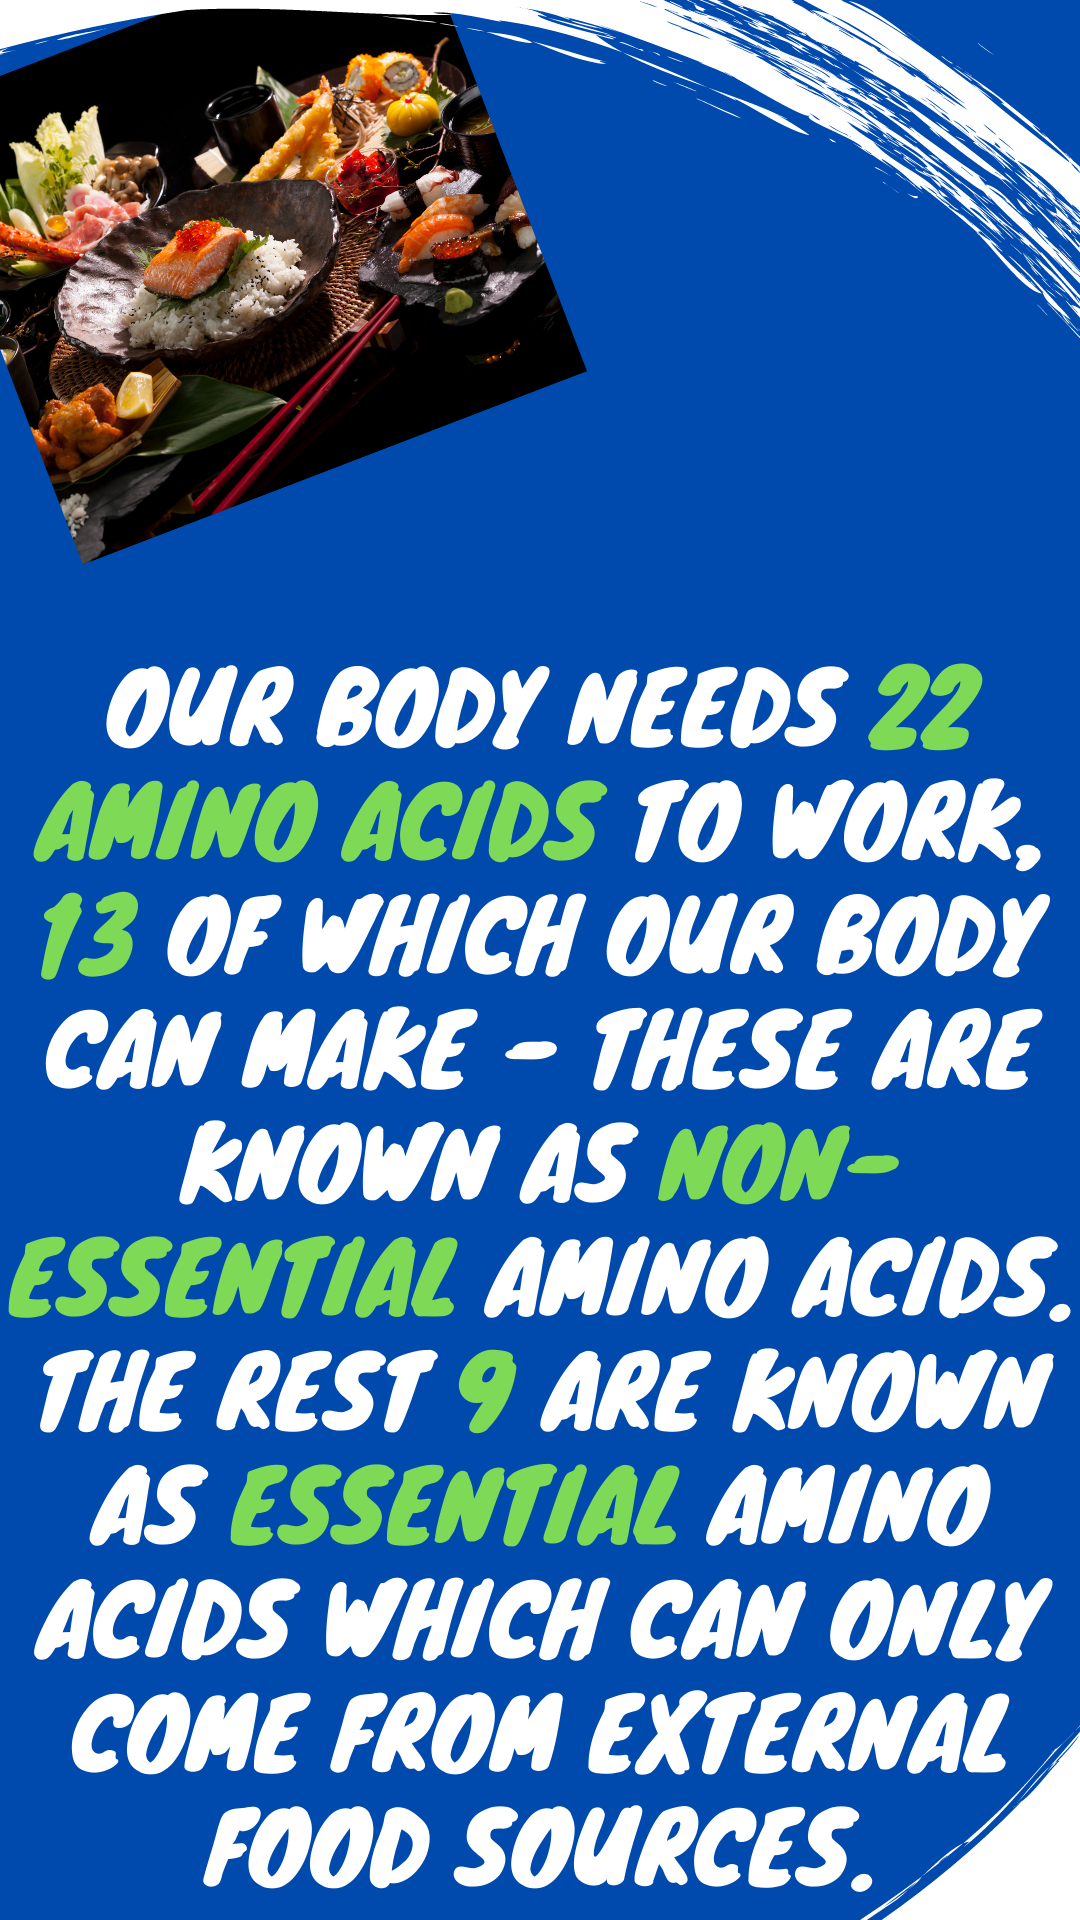 OUR BODY NEEDS 22
AMINO ACIDS TO WORK,
13 OF WHICH OUR BODY
CAN MAKE - THESE ARE
KNOWN AS NON-
ESSENTIAL AMINO ACIDS.
THE REST 9 ARE KNOWN
AS ESSENTIAL AMINO
ACIDS WHICH CAN ONLY
COME FROM EXTERNAL
FOOD SOURCES.